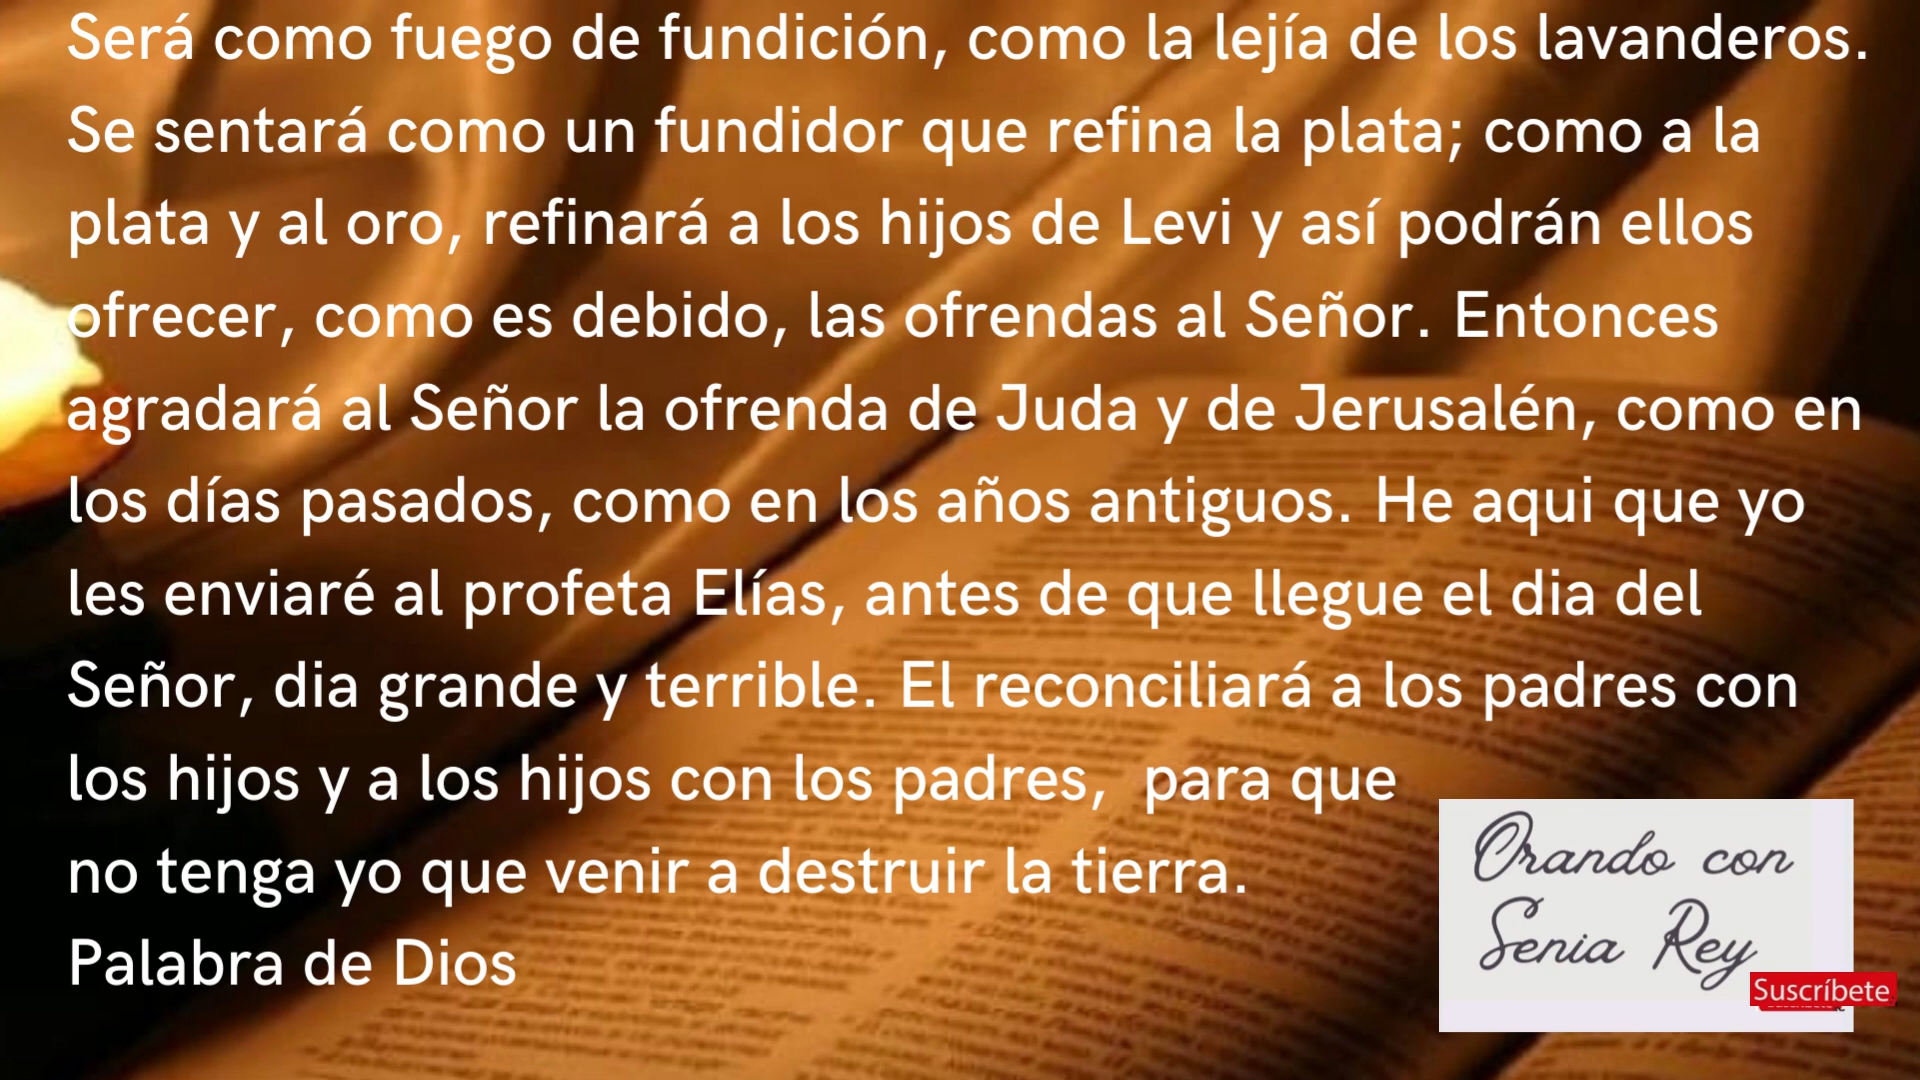 Será como fuego de fundición, como la lejía de los lavanderos.
Se sentará como un fundidor que refina la plata; como a la
plata y al oro, refinará a los hijos de Levi y así podrán ellos
ofrecer, como es debido, las ofrendas al Señor. Entonces
agradará al Señor la ofrenda de Juda y de Jerusalén, como en
los días pasados, como en los años antiguos. He aqui que yo
les enviaré al profeta Elías, antes de que llegue el dia del
Señor, dia grande y terrible. El reconciliará a los padres con
los hijos y a los hijos con los padres,  para que
no tenga yo que venir a destruir la tierra.
Palabra de Dios
Orando con
Senia Rey
Suscríbete